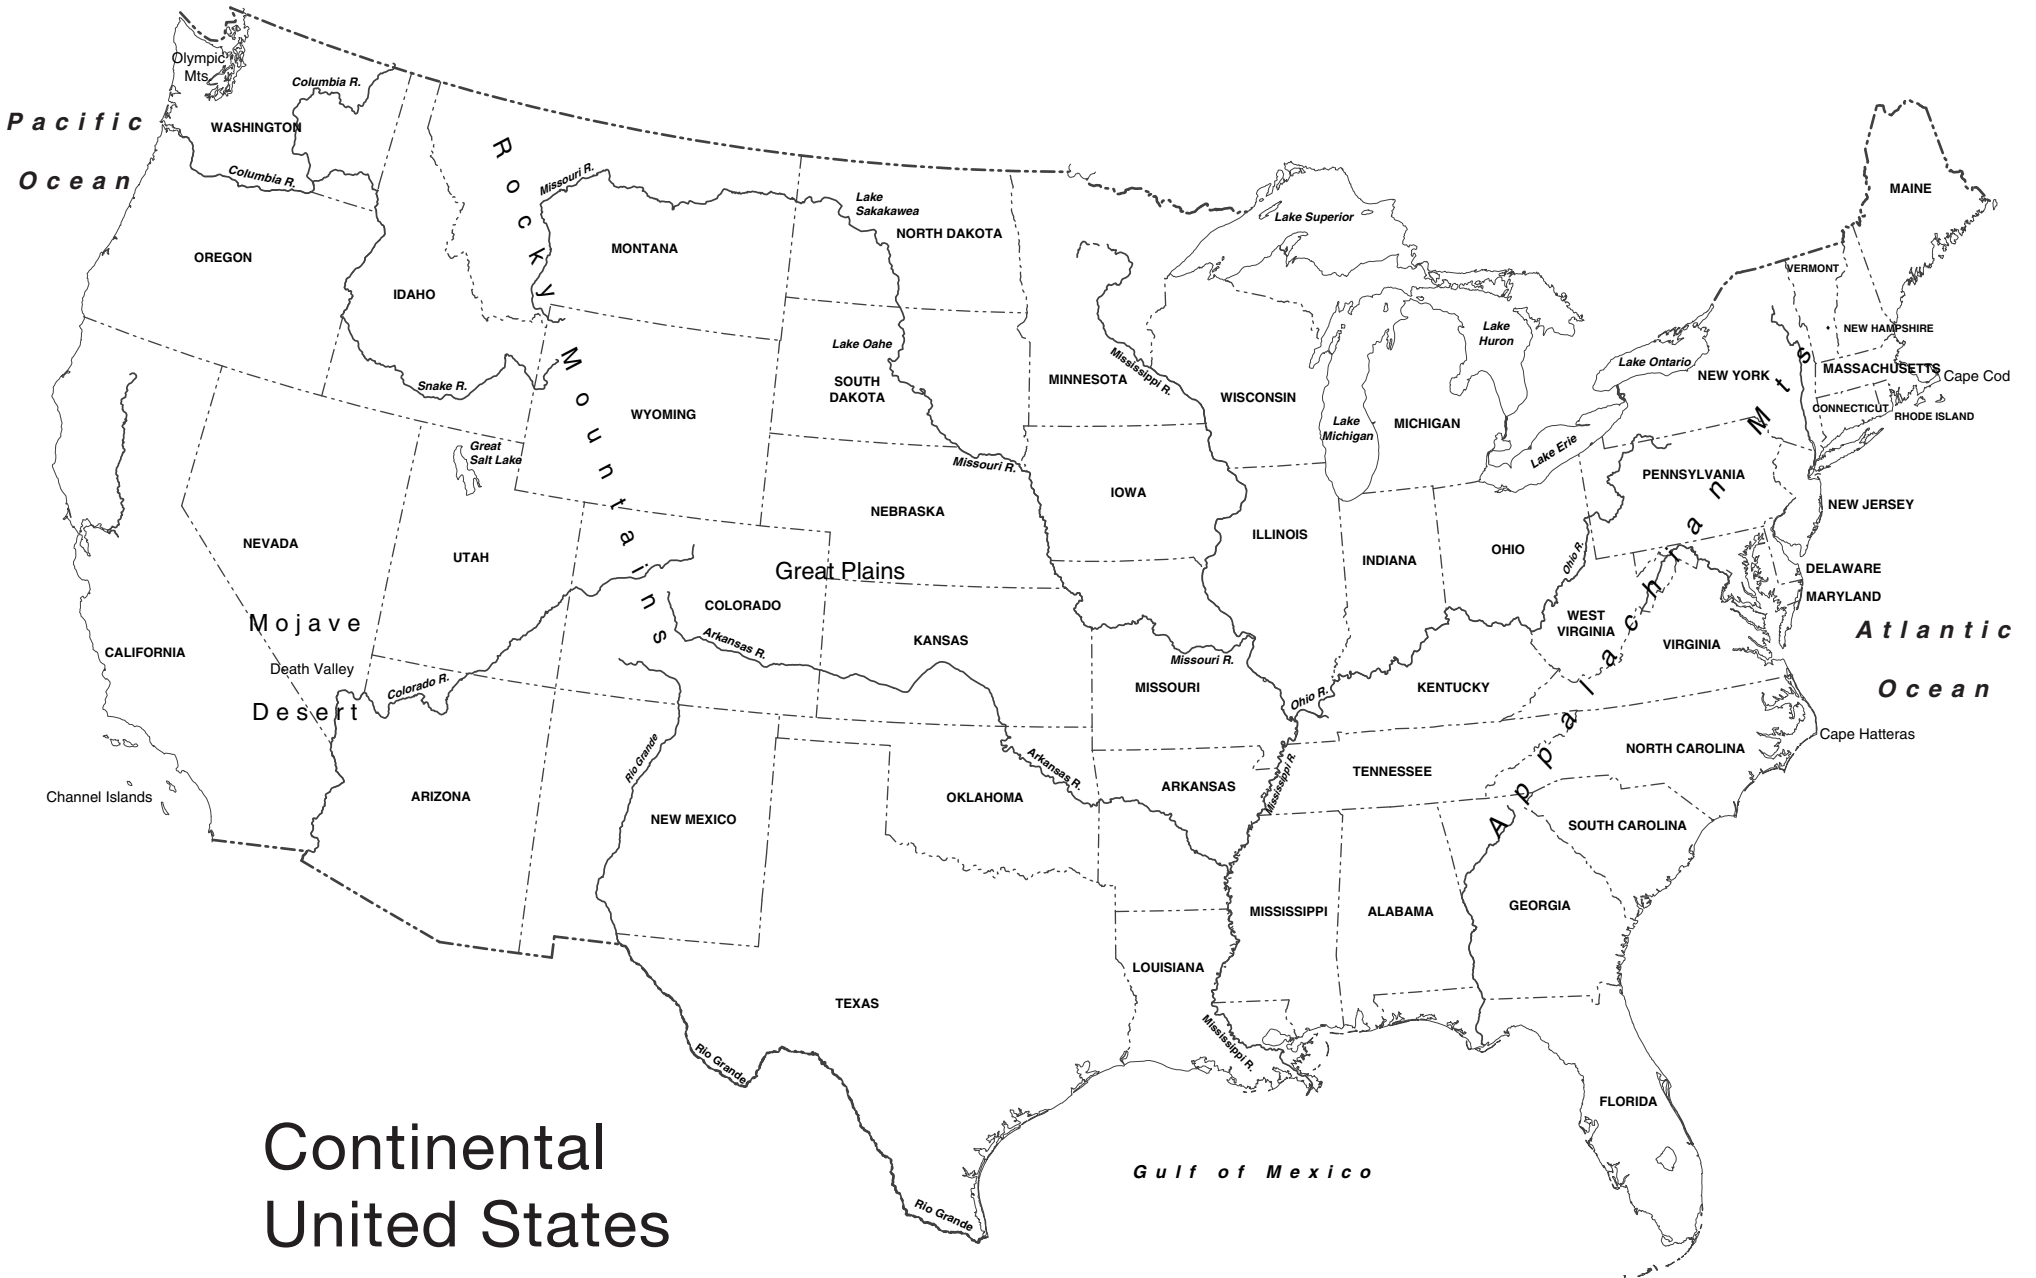 Olympic
Mts.
Columbia R.
Pacific
Ocean
WASHINGTON
Columbia R.
Rocky
Mountains
Missouri R.
Lake
Sakakawea
NORTH DAKOTA
Lake Superior
MAINE
OREGON
IDAHO
MONTANA
VERMONT
NEW HAMPSHIRE
Lake
Huron
Lake Oahe
SOUTH
DAKOTA
MINNESOTA
Mississippi R.
WISCONSIN
Lake
Michigan
MICHIGAN
Lake Ontario
NEW YORK
MASSACHUSETTS
Cape Cod
CONNECTICUT
RHODE ISLAND
Snake R.
WYOMING
Great
Salt Lake
Missouri R.
Lake Erie
PENNSYLVANIA
NEW JERSEY
IOWA
NEBRASKA
NEVADA
UTAH
ILLINOIS
INDIANA
OHIO
Ohio R.
Great Plains
DELAWARE
MARYLAND
COLORADO
Mojave
Desert
WEST
VIRGINIA
VIRGINIA
Atlantic
Ocean
CALIFORNIA
Death Valley
Arkansas R.
KANSAS
Missouri R.
Colorado R.
MISSOURI
Ohio R.
KENTUCKY
Appalachian Mts
Rio Grande
Arkansas R.
Mississippi R.
NORTH CAROLINA
Cape Hatteras
TENNESSEE
Channel Islands
ARIZONA
NEW MEXICO
OKLAHOMA
ARKANSAS
SOUTH CAROLINA
MISSISSIPPI
ALABAMA
GEORGIA
LOUISIANA
TEXAS
Mississippi R.
Rio Grande
FLORIDA
Gulf of Mexico
Rio Grande
Continental
United States